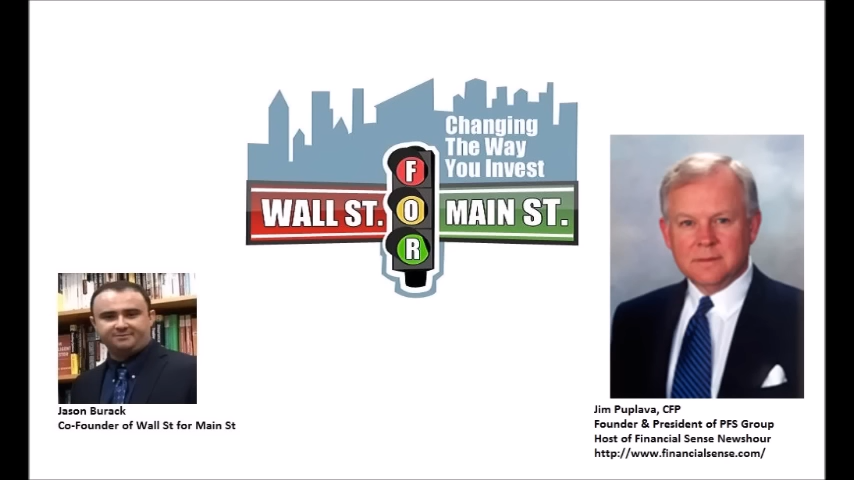 Changing
The Way
You Invest
WALL ST. FOR MAIN ST.
Jason Burack
Co-Founder of Wall St for Main St
Jim Puplava, CFP
Founder & President of PFS Group
Host of Financial Sense Newshour
http://www.financialsense.com/